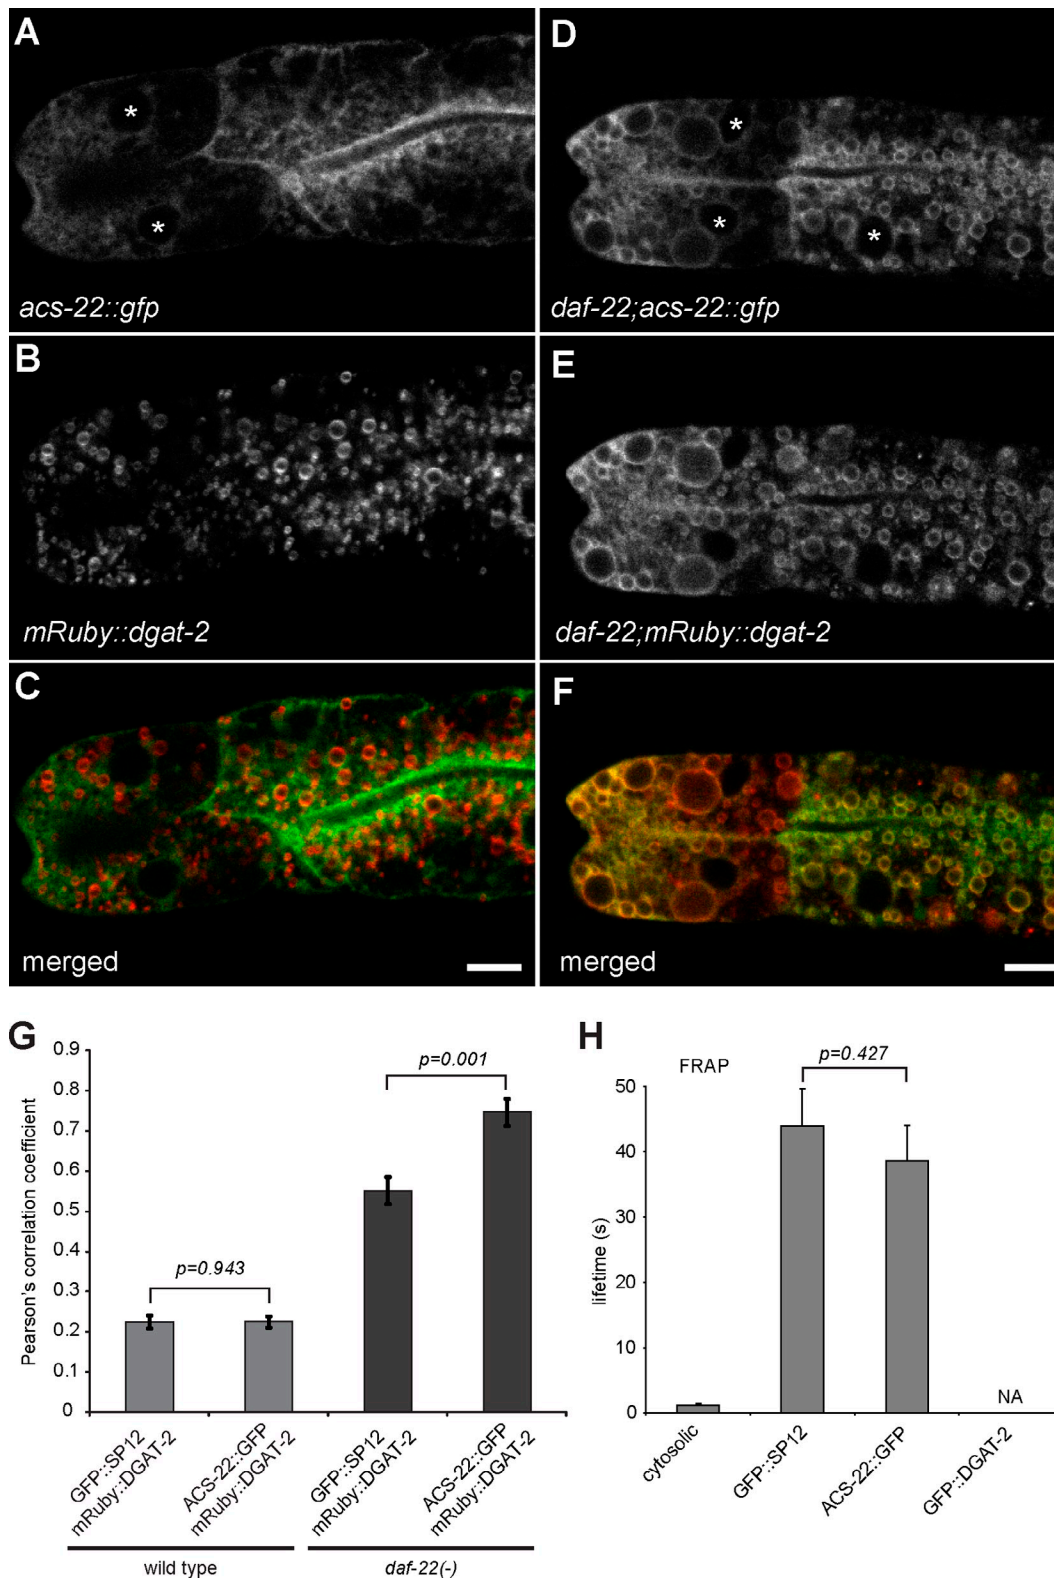 A
*
*
acs-22::gfp
D
*
*
*
daf-22;acs-22::gfp
B
mRuby::dgat-2
E
daf-22;mRuby::dgat-2
C
merged
F
merged
G
Pearson's correlation coefficient
0.9
0.8
0.7
0.6
0.5
0.4
0.3
0.2
0.1
0
p=0.943
p=0.001
GFP::SP12
mRuby::DGAT-2
ACS-22::GFP
mRuby::DGAT-2
GFP::SP12
mRuby::DGAT-2
ACS-22::GFP
mRuby::DGAT-2
wild type
daf-22(-)
H
FRAP
p=0.427
lifetime (s)
50
40
30
20
10
0
NA
cytosolic
GFP::SP12
ACS-22::GFP
GFP::DGAT-2